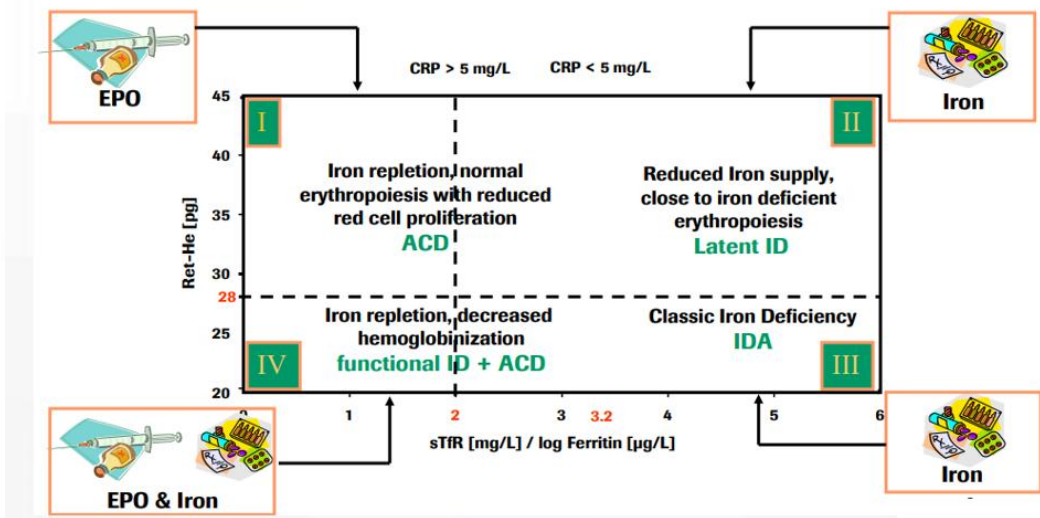 EPO
CRP > 5 mg/L
CRP < 5 mg/L
Iron
45
40
35
30
28
25
20
Ret-He [pg]
I
Iron repletion, normal
erythropoiesis with reduced
red cell proliferation
ACD
II
Reduced Iron supply,
close to iron deficient
erythropoiesis
Latent ID
Iron repletion, decreased
hemoglobinization
functional ID + ACD
IV
Classic Iron Deficiency
IDA
III
1
2
3
3.2
4
5
6
sTfR [mg/L] / log Ferritin [µg/L]
EPO & Iron
Iron